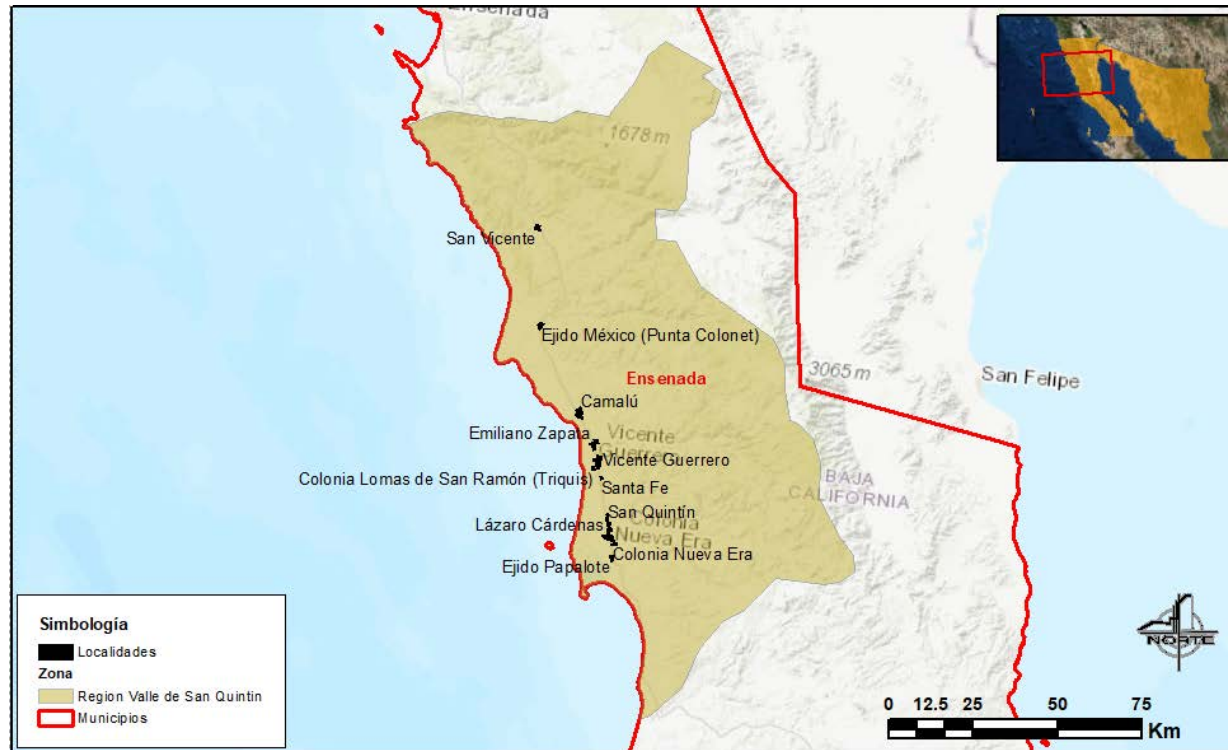 Ensenada
1678 m
San Vicente
Ejido México (Punta Colonet)
Ensenada
3065 m
San Felipe
Camalú
Emiliano Zapata
Vicente
Guerrero
Vicente Guerrero
Colonia Lomas de San Ramón (Triquis)
Santa Fe
BAJA
CALIFORNIA
San Quintín
Lázaro Cárdenas
Colonia
Nueva Era
Colonia Nueva Era
Ejido Papalote
Simbología
Localidades
Zona
Region Valle de San Quintin
Municipios
NORTE
0 12.5 25 50 75
Km